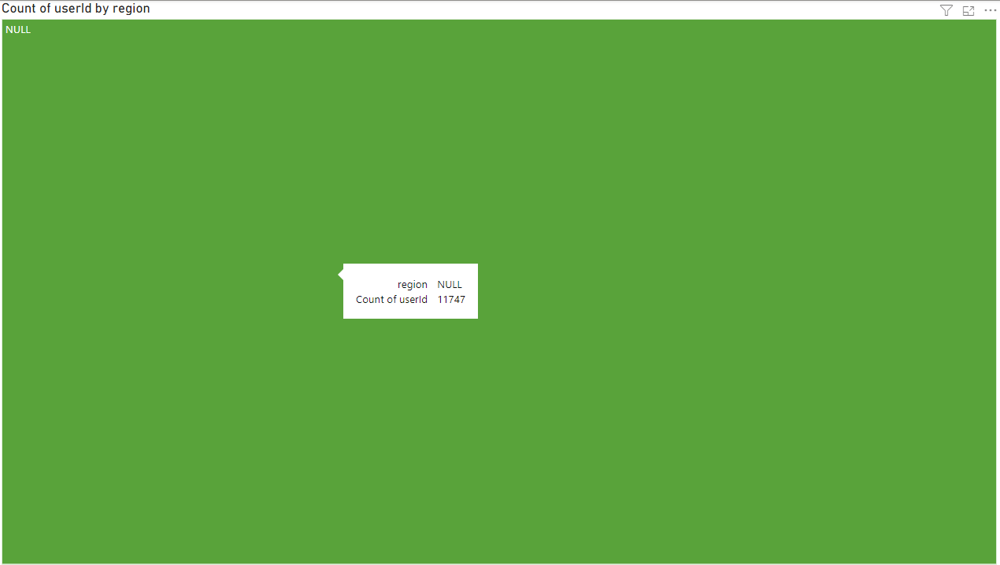 Count of userId by region
NULL
region NULL
Count of userId 11747